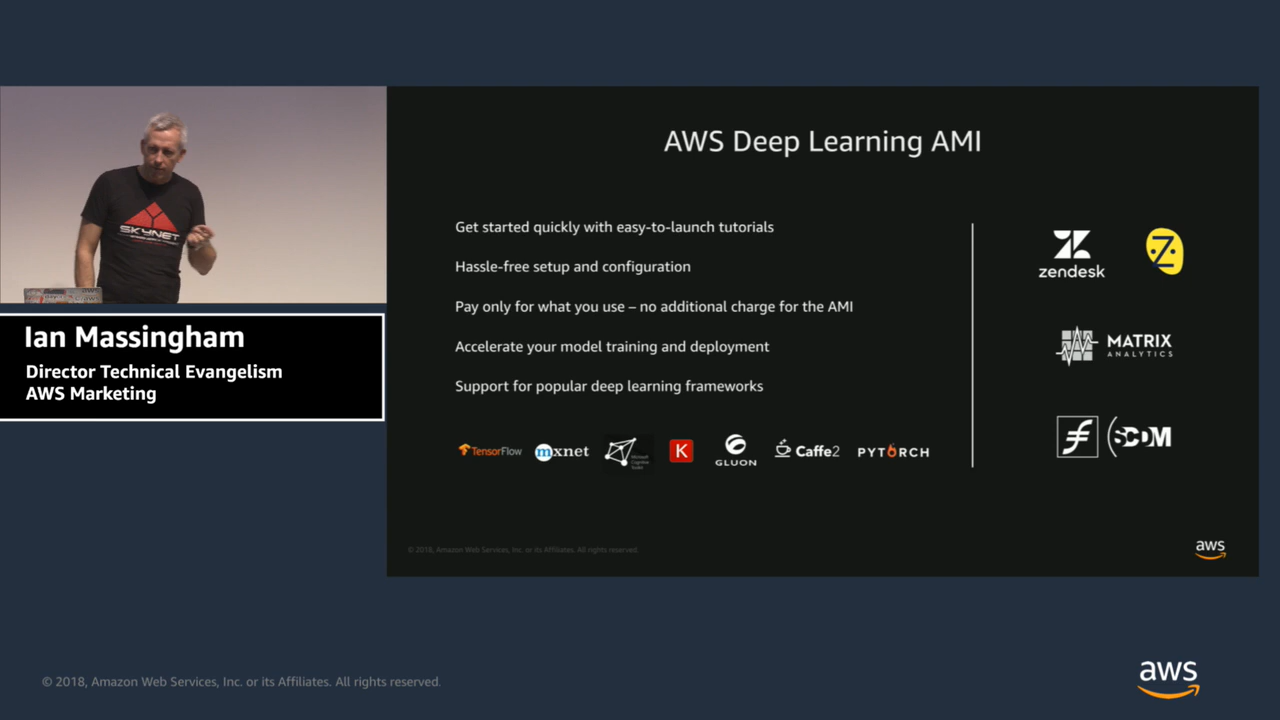 SKYNET
Ian Massingham
Director Technical Evangelism
AWS Marketing
AWS Deep Learning AMI
Get started quickly with easy-to-launch tutorials
Hassle-free setup and configuration
Pay only for what you use – no additional charge for the AMI
Accelerate your model training and deployment
Support for popular deep learning frameworks
TensorFlow
mxnet
Microsoft Cognitive Toolkit
K
GLUON
Caffe2
PYTORCH
zendesk
Z
MATRIX
ANALYTICS
SCDM
© 2018, Amazon Web Services, Inc. or its Affiliates. All rights reserved.
aws
© 2018, Amazon Web Services, Inc. or its Affiliates. All rights reserved.
aws